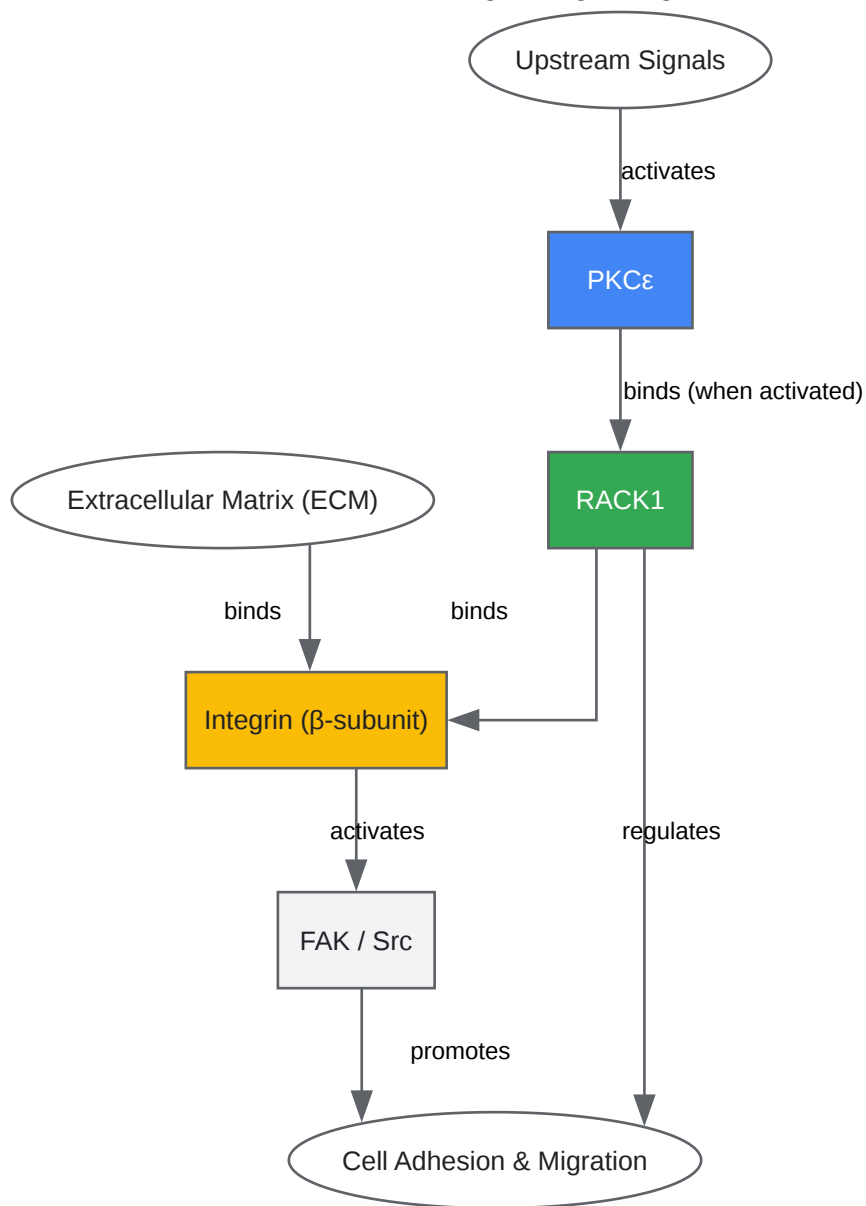 Upstream Signals
activates
PKCε
binds (when activated)
RACK1
Extracellular Matrix (ECM)
binds
binds
Integrin (β-subunit)
activates
regulates
FAK / Src
promotes
Cell Adhesion & Migration